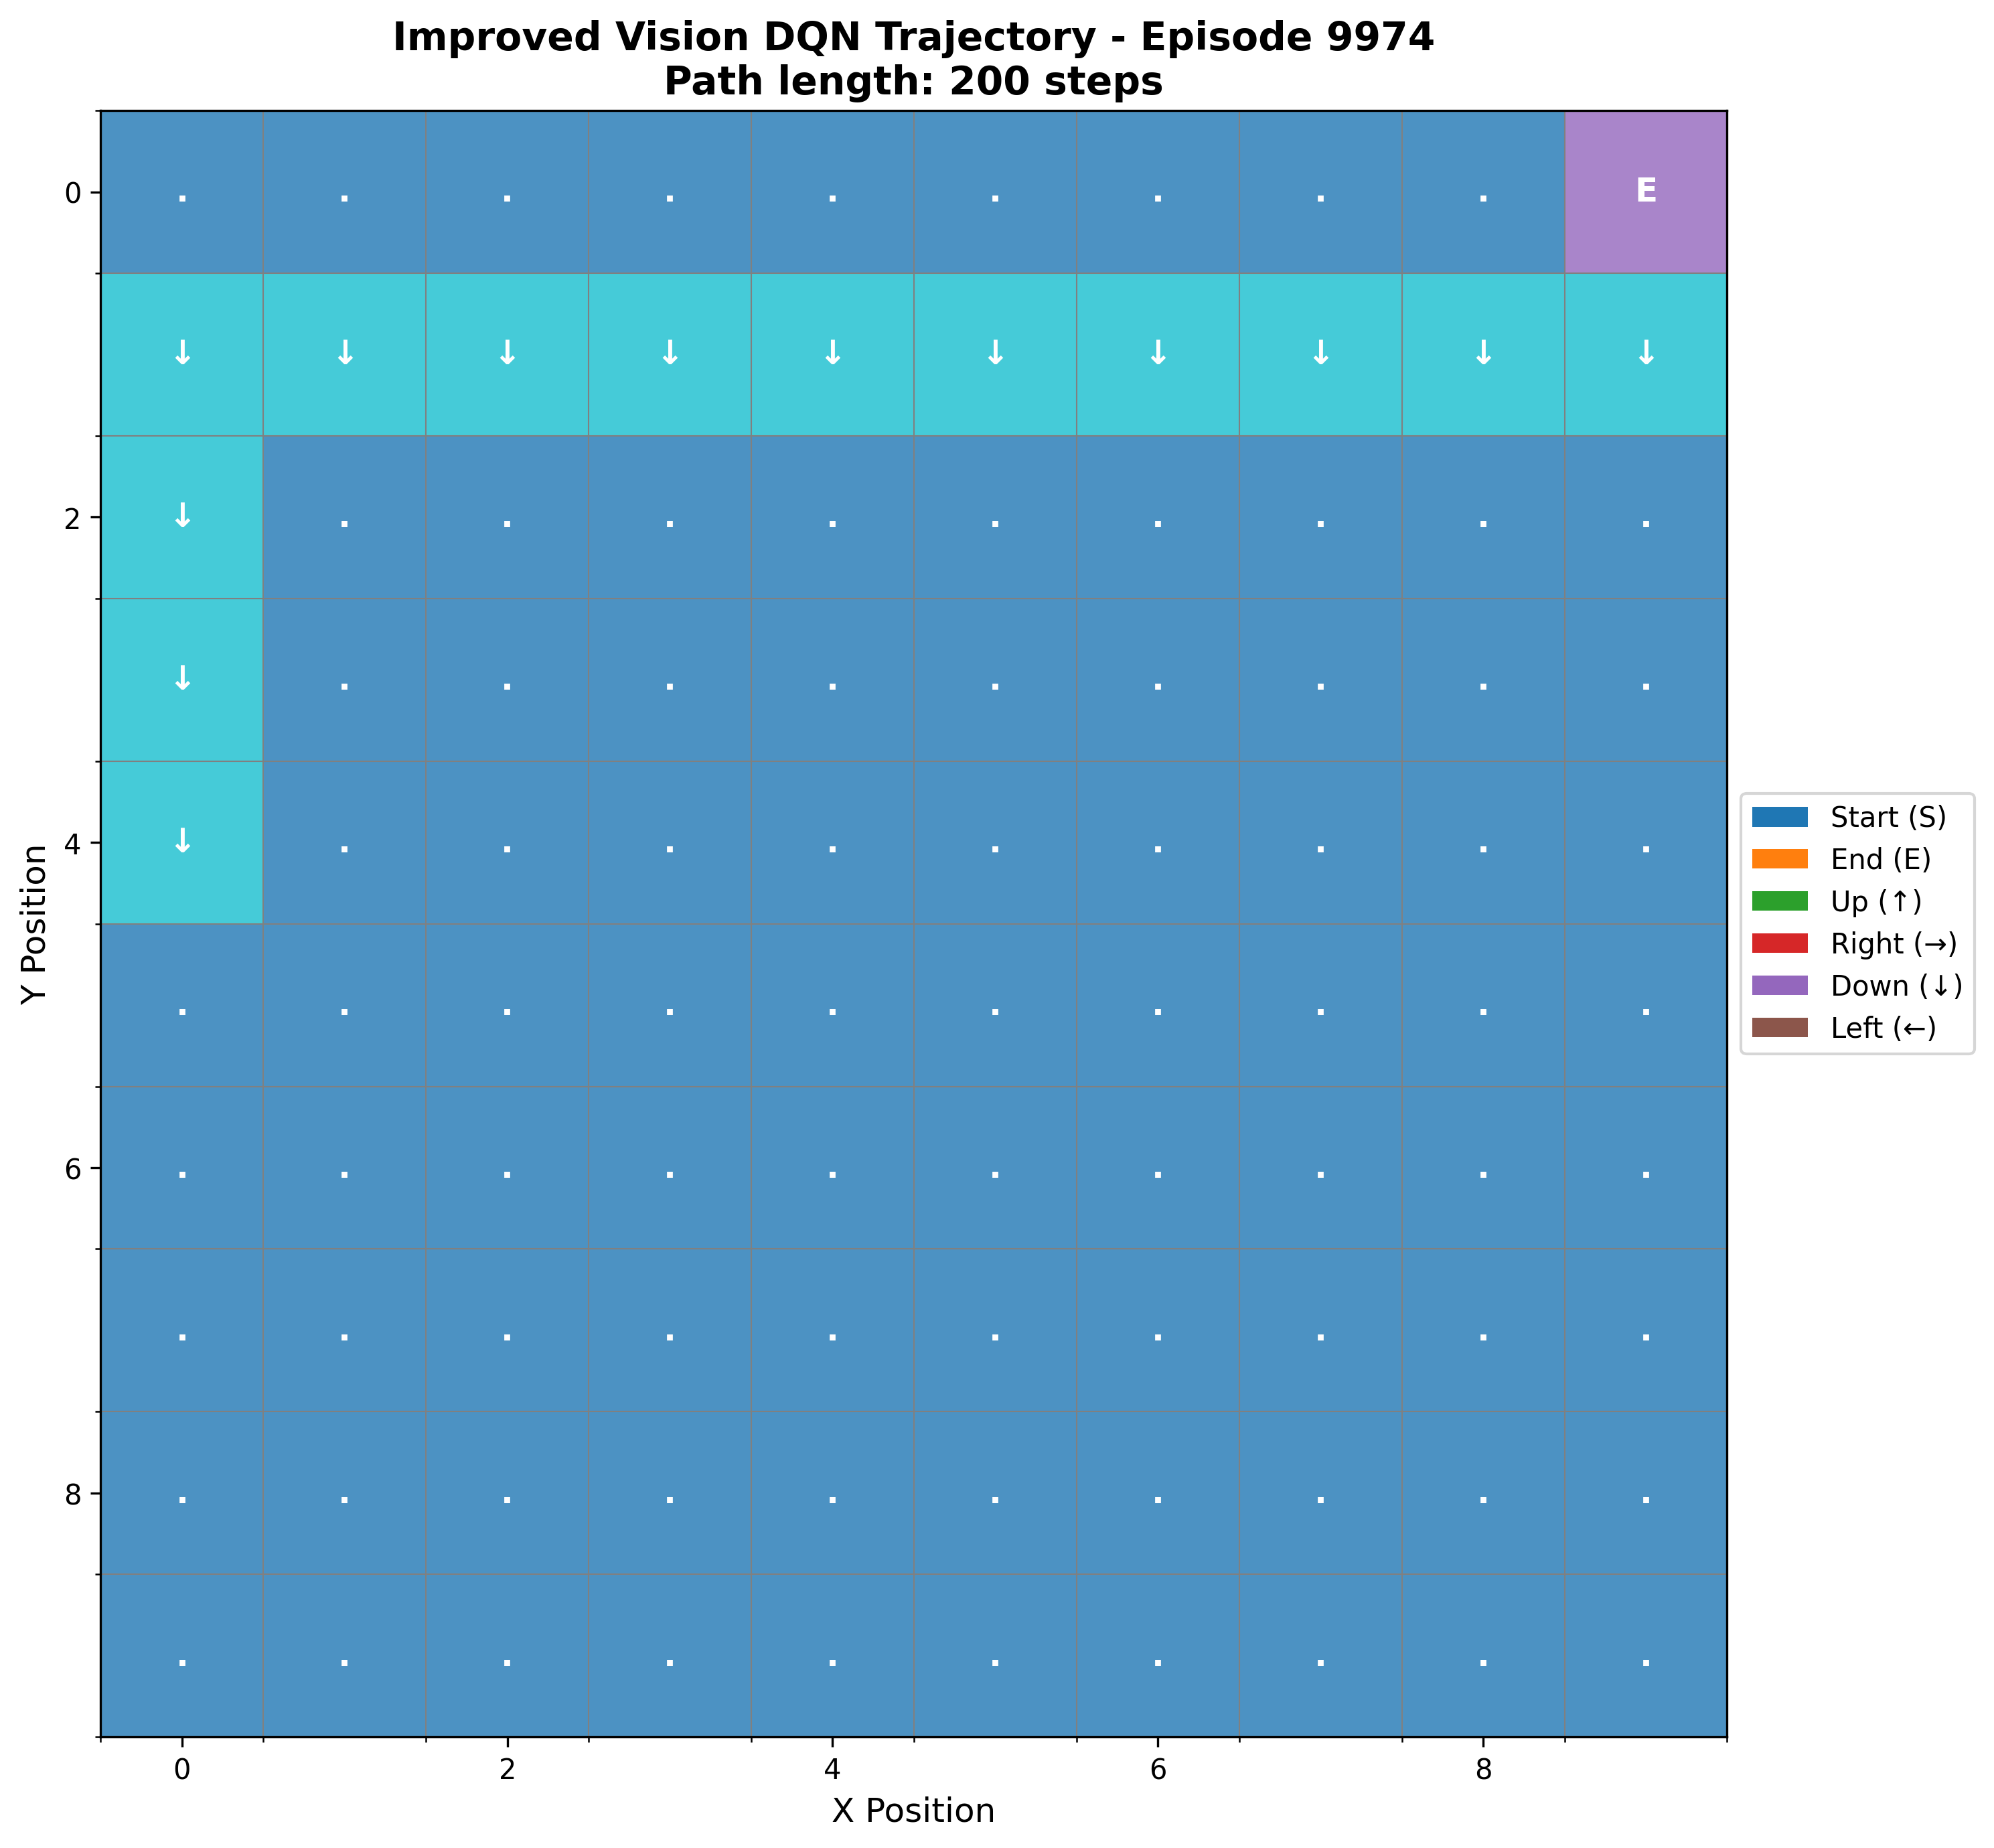 Improved Vision DQN Trajectory - Episode 9974
Path length: 200 steps
0 . . . . . . . . . E
↓ ↓ ↓ ↓ ↓ ↓ ↓ ↓ ↓ ↓
2 ↓ . . . . . . . . .
↓ . . . . . . . . .
4 ↓ . . . . . . . . .
. . . . . . . . . .
6 . . . . . . . . . .
. . . . . . . . . .
8 . . . . . . . . . .
. . . . . . . . . .
0 2 4 6 8
X Position
Y Position
Start (S)
End (E)
Up (↑)
Right (→)
Down (↓)
Left (←)